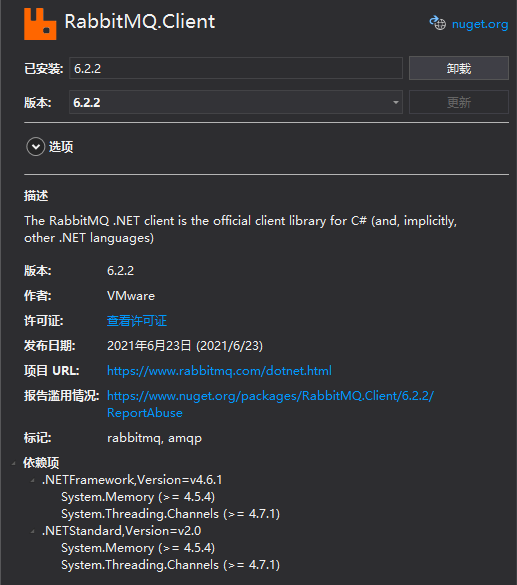 RabbitMQ.Client
nuget.org
已安装: 6.2.2 卸载
版本: 6.2.2 更新
选项
描述
The RabbitMQ .NET client is the official client library for C# (and, implicitly,
other .NET languages)
版本: 6.2.2
作者: VMware
许可证: 查看许可证
发布日期: 2021年6月23日 (2021/6/23)
项目 URL: https://www.rabbitmq.com/dotnet.html
报告滥用情况: https://www.nuget.org/packages/RabbitMQ.Client/6.2.2/
ReportAbuse
标记: rabbitmq, amqp
依赖项
.NETFramework,Version=v4.6.1
System.Memory (>= 4.5.4)
System.Threading.Channels (>= 4.7.1)
.NETStandard,Version=v2.0
System.Memory (>= 4.5.4)
System.Threading.Channels (>= 4.7.1)